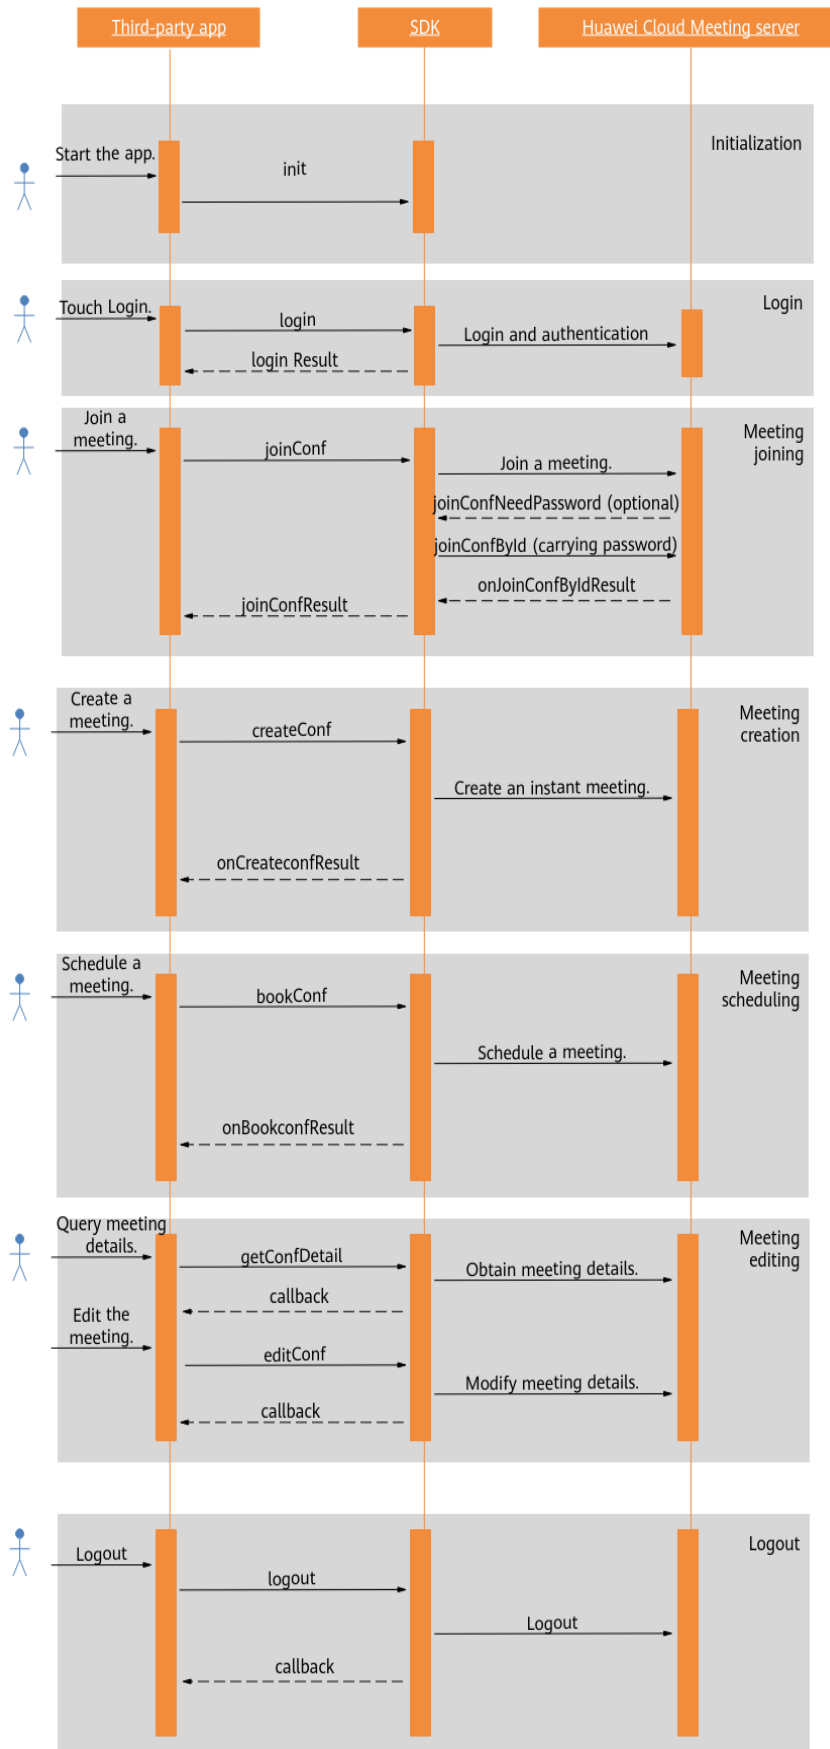 Third-party app
SDK
Huawei Cloud Meeting server
Initialization
Start the app.
init
Login
Touch Login.
login
Login and authentication
login Result
Meeting
joining
Join a
meeting.
joinConf
Join a meeting.
joinConfNeedPassword (optional)
joinConfById (carrying password)
onJoinConfByIdResult
joinConfResult
Meeting
creation
Create a
meeting.
createConf
Create an instant meeting.
onCreateconfResult
Meeting
scheduling
Schedule a
meeting.
bookConf
Schedule a meeting.
onBookconfResult
Meeting
editing
Query meeting
details.
getConfDetail
Obtain meeting details.
callback
Edit the
meeting.
editConf
Modify meeting details.
callback
Logout
Logout
logout
Logout
callback